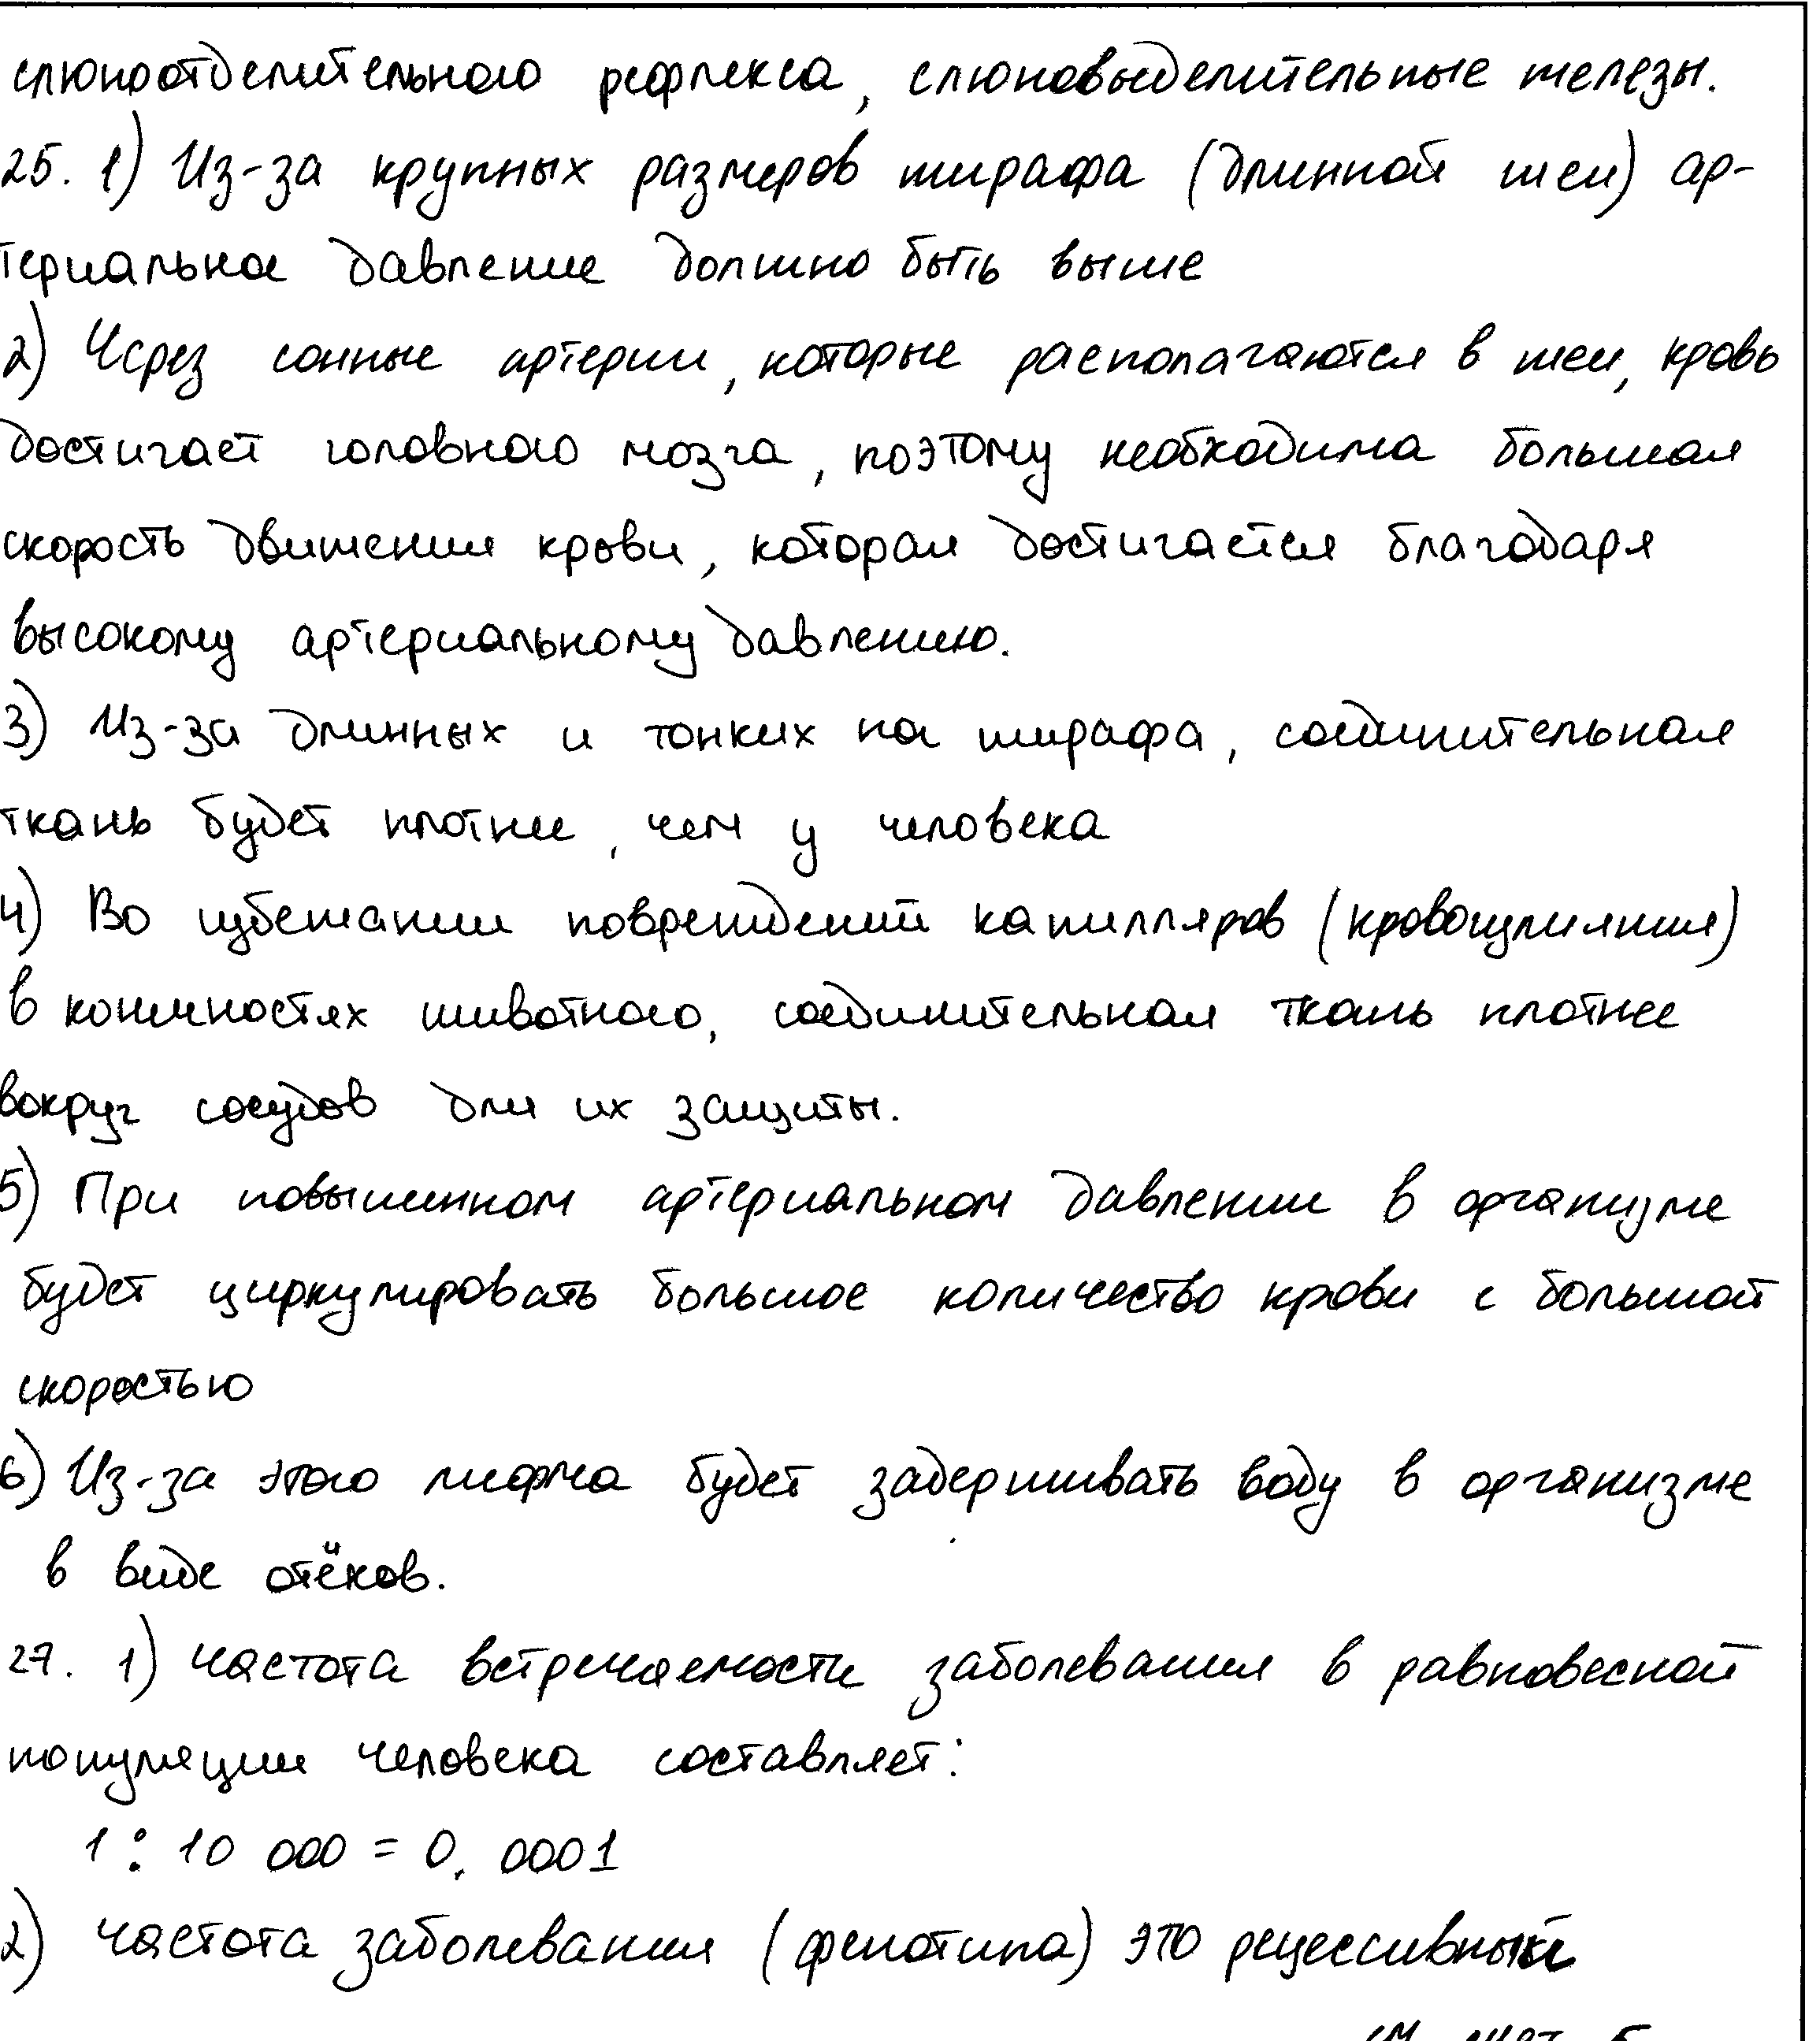 слюноотделительного рефлекса, слюновыделительные железы.
25. 1) Из-за крупных размеров жирафа (длинной шеи) ар-
териальное давление должно быть выше
2) Через сонные артерии, которые располагаются в шеи, кровь
достигает головного мозга, поэтому необходима большая
скорость движения крови, которая достигается благодаря
высокому артериальному давлению.
3) Из-за длинных и тонких ног жирафа, соединительная
ткань будет плотнее, чем у человека
4) Во избежании повреждений капилляров (кровоизлияния)
в конечностях животного, соединительная ткань плотнее
вокруг сосудов для их защиты.
5) При повышенном артериальном давлении в организме
будет циркулировать большое количество крови с большой
скоростью
6) Из-за этого лифма будет задерживать воду в организме
в виде отёков.
27. 1) Частота встречаемости заболевания в равновесной
популяции человека составляет:
1 : 10 000 = 0,0001
2) Частота заболевания (фенотипа) это рецессивный